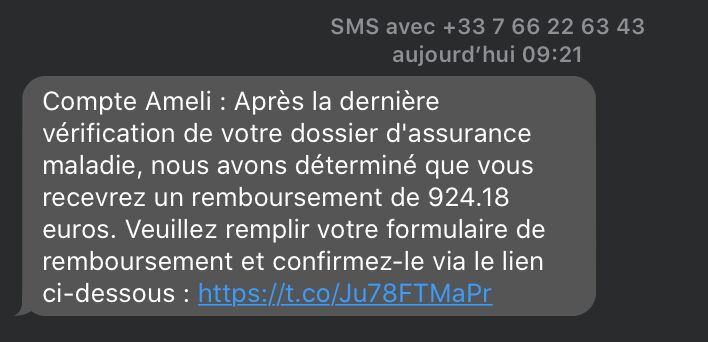 SMS avec +33 7 66 22 63 43
aujourd’hui 09:21
Compte Ameli : Après la dernière
vérification de votre dossier d'assurance
maladie, nous avons déterminé que vous
recevrez un remboursement de 924.18
euros. Veuillez remplir votre formulaire de
remboursement et confirmez-le via le lien
ci-dessous : https://t.co/Ju78FTMaPr